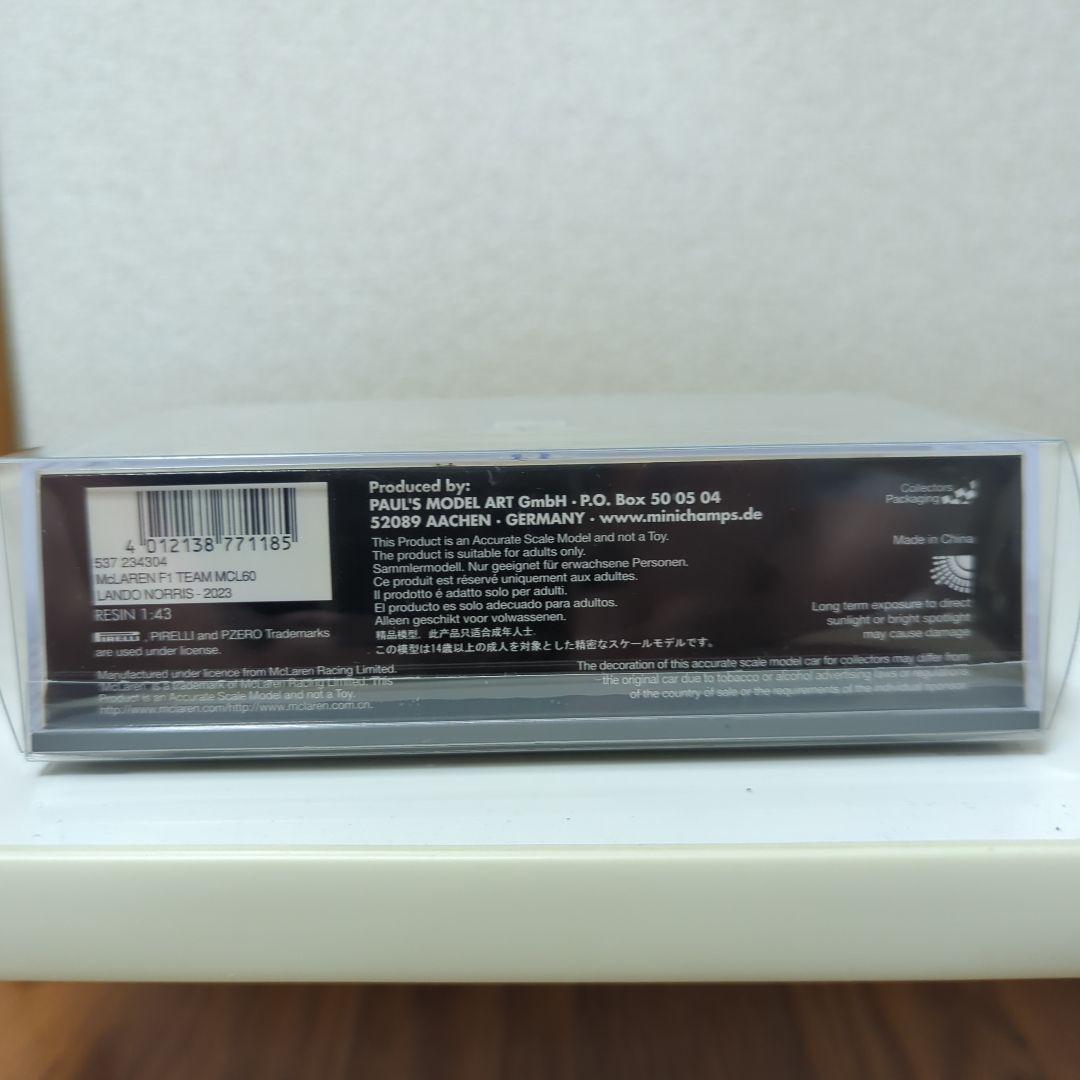 4 012138 771185
537 234304
McLAREN F1 TEAM MCL60
LANDO NORRIS - 2023
RESIN 1:43
PIRELLI, PIRELLI and PZERO Trademarks
are used under license.
Manufactured under licence from McLaren Racing Limited.
'McLaren' is a trademark of McLaren Racing Limited. This
Product is an Accurate Scale Model and not a Toy.
http://www.mclaren.com/http://www.mclaren.com.cn.
Produced by:
PAUL'S MODEL ART GmbH · P.O. Box 50 05 04
52089 AACHEN · GERMANY · www.minichamps.de
This Product is an Accurate Scale Model and not a Toy.
The product is suitable for adults only.
Sammlermodell. Nur geeignet für erwachsene Personen.
Ce produit est réservé uniquement aux adultes.
Il prodotto é adatto solo per adulti.
El producto es solo adecuado para adultos.
Alleen geschikt voor volwassenen.
精品模型. 此产品只适合成年人士.
この模型は14歳以上の成人を対象とした精密なスケールモデルです。
Collectors
Packaging
Made in China
Long term exposure to direct
sunlight or bright spotlight
may cause damage
The decoration of this accurate scale model car for collectors may differ from
the original car due to tobacco or alcohol advertising laws or regulations
of the country of sale or the requirements of the individual sponsor.